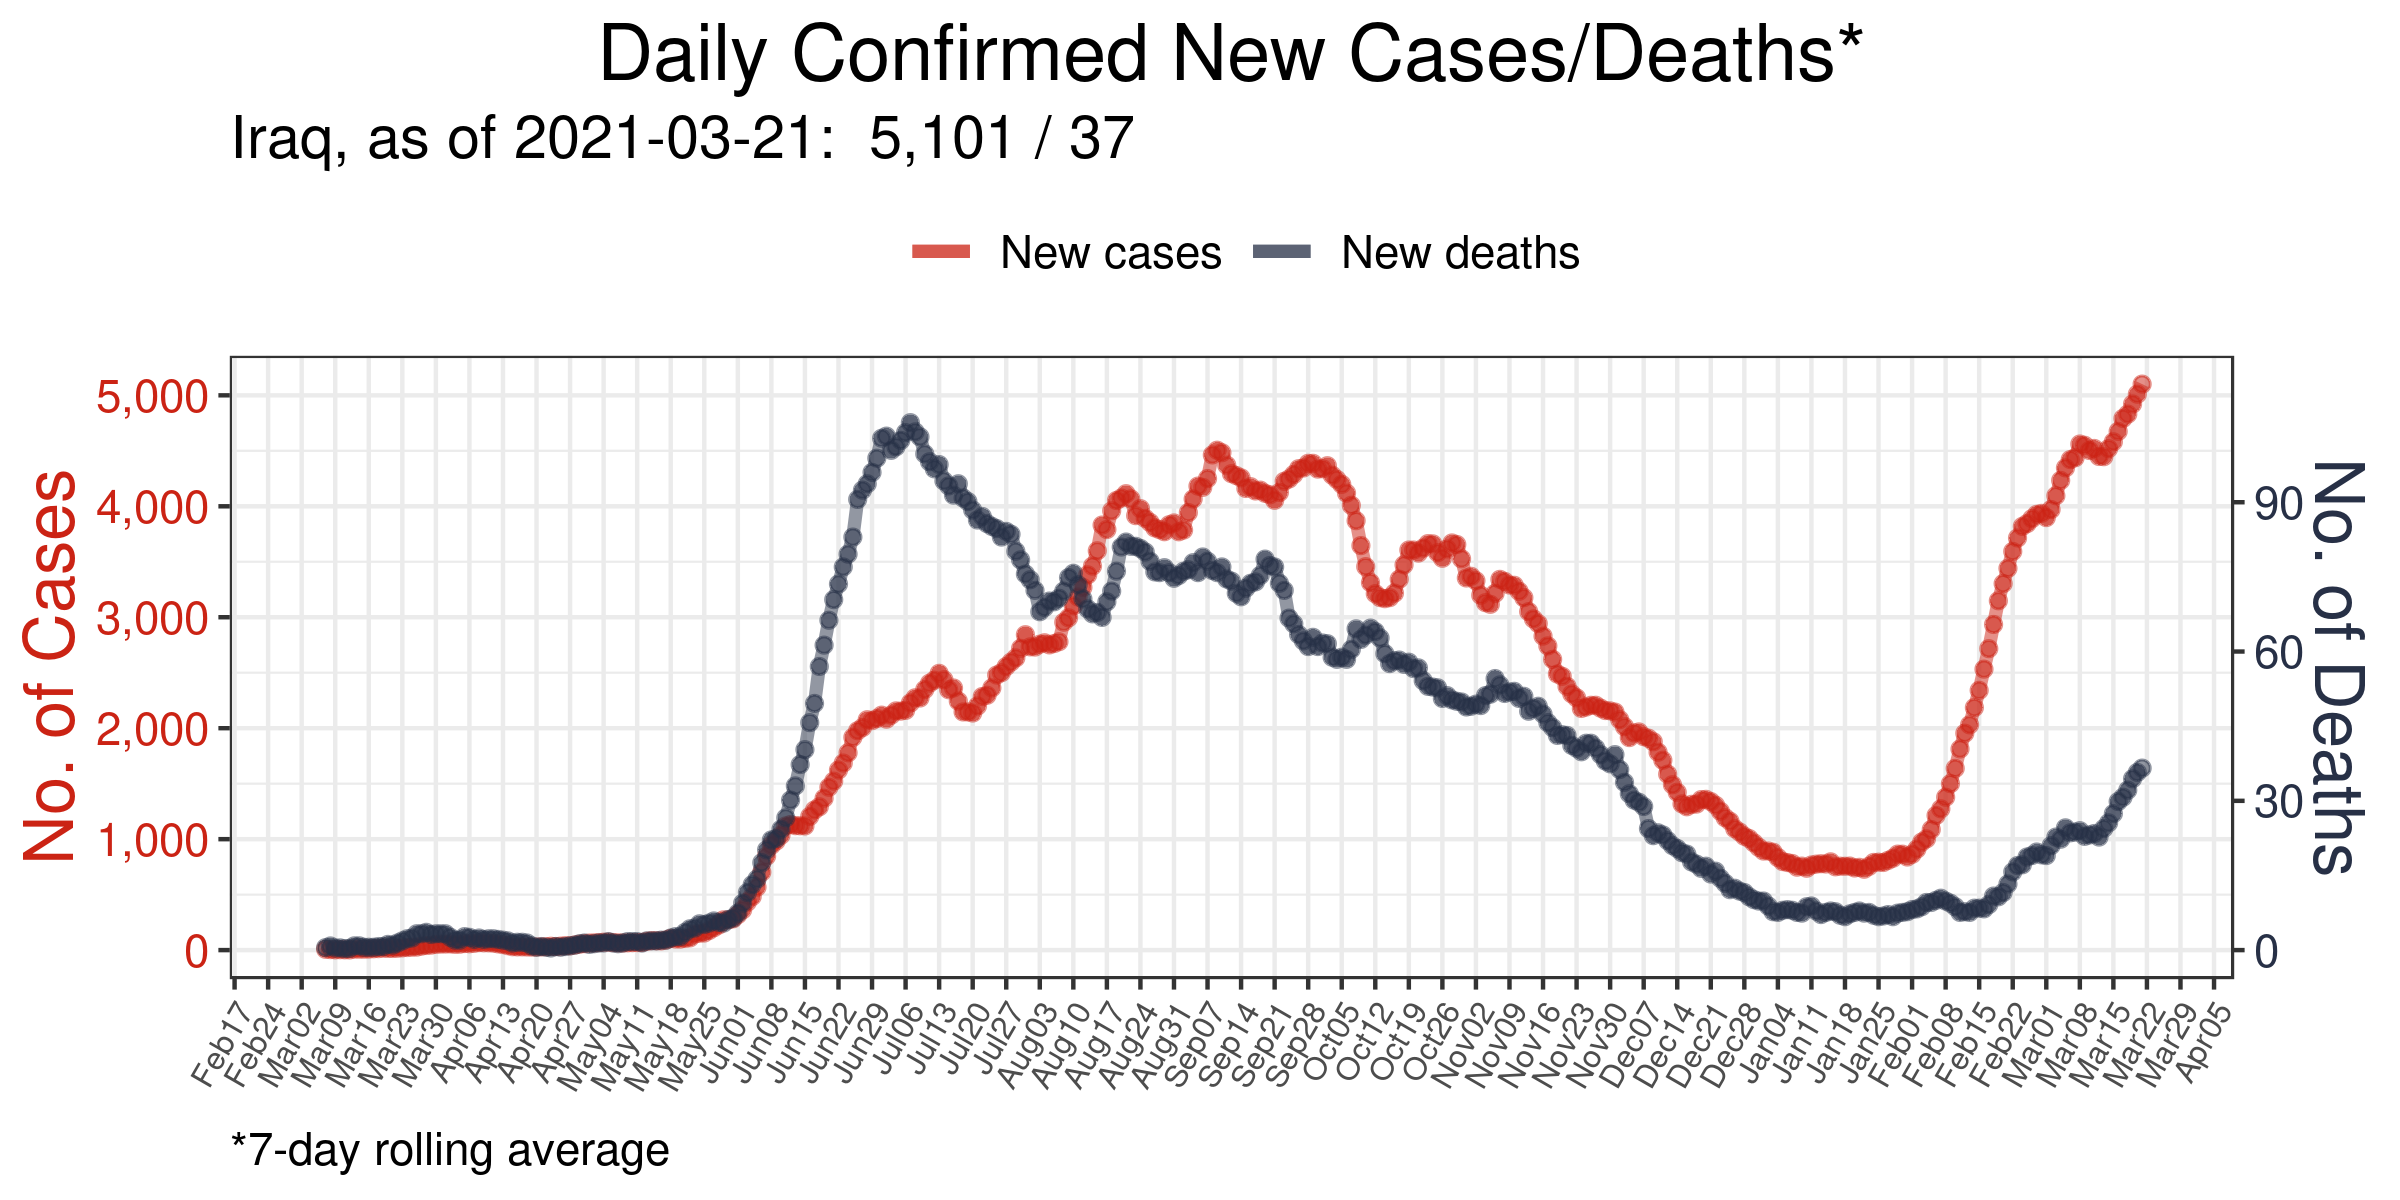 Daily Confirmed New Cases/Deaths*
Iraq, as of 2021-03-21:  5,101 / 37
New cases
New deaths
No. of Cases
5,000
4,000
3,000
2,000
1,000
0
No. of Deaths
90
60
30
0
Feb17
Feb24
Mar02
Mar09
Mar16
Mar23
Mar30
Apr06
Apr13
Apr20
Apr27
May04
May11
May18
May25
Jun01
Jun08
Jun15
Jun22
Jun29
Jul06
Jul13
Jul20
Jul27
Aug03
Aug10
Aug17
Aug24
Aug31
Sep07
Sep14
Sep21
Sep28
Oct05
Oct12
Oct19
Oct26
Nov02
Nov09
Nov16
Nov23
Nov30
Dec07
Dec14
Dec21
Dec28
Jan04
Jan11
Jan18
Jan25
Feb01
Feb08
Feb15
Feb22
Mar01
Mar08
Mar15
Mar22
Mar29
Apr05
*7-day rolling average